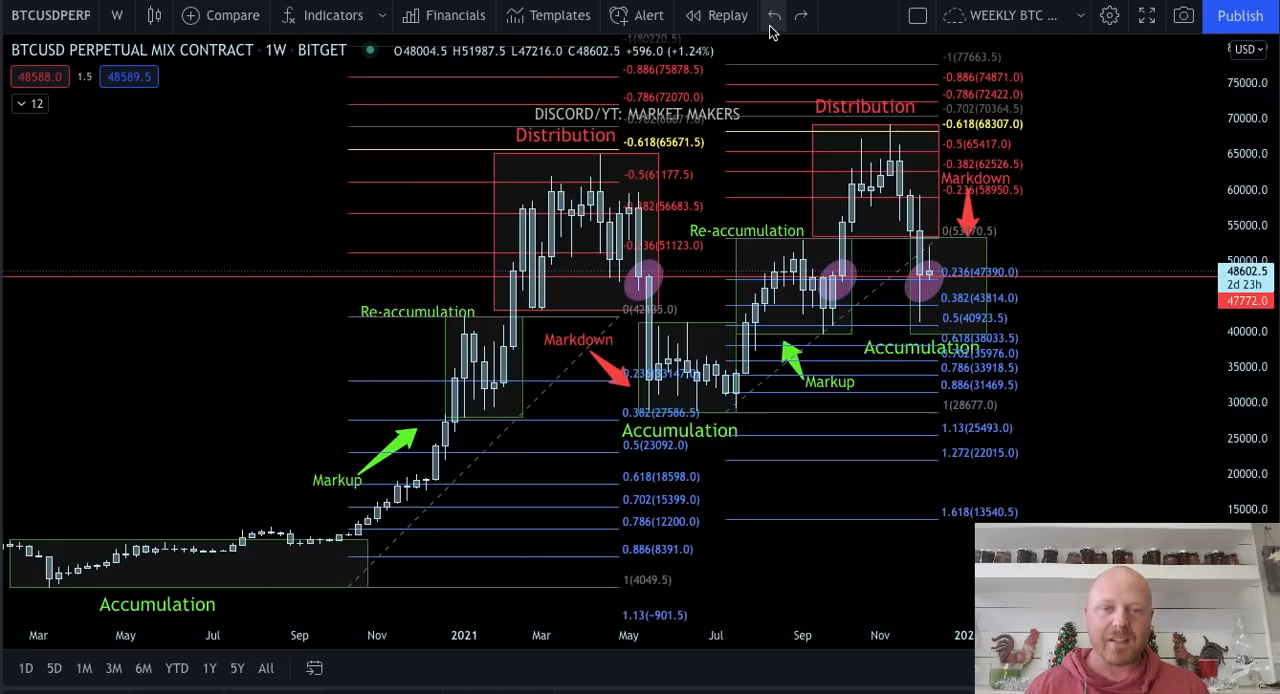 BTCUSDPERP W Compare Indicators Financials Templates Alert Replay WEEKLY BTC ... Publish
BTCUSD PERPETUAL MIX CONTRACT · 1W · BITGET O48004.5 H51987.5 L47216.0 C48602.5 +596.0 (+1.24%)
48588.0 1.5 48589.5
12
USD
-1(80220.5)
-0.886(75878.5)
-0.786(72070.0)
DISCORD/YT: MARKET MAKERS
Distribution
-0.618(65671.5)
-0.5(61177.5)
-0.382(56683.5)
-0.236(51123.0)
0(42185.0)
0.382(27586.5)
0.5(23092.0)
0.618(18598.0)
0.702(15399.0)
0.786(12200.0)
0.886(8391.0)
1(4049.5)
1.13(-901.5)
Re-accumulation
Markup
Markdown
Accumulation
Accumulation
-1(77663.5)
-0.886(74871.0)
-0.786(72422.0)
-0.702(70364.5)
Distribution
-0.618(68307.0)
-0.5(65417.0)
-0.382(62526.5)
Markdown
-0.236(58950.5)
Re-accumulation
0.236(47390.0)
0.382(43814.0)
0.5(40923.5)
0.618(38033.5)
Accumulation
0.702(35976.0)
0.786(33918.5)
0.886(31469.5)
Markup
1(28677.0)
1.13(25493.0)
1.272(22015.0)
1.618(13540.5)
75000.0
70000.0
65000.0
60000.0
55000.0
48602.5
2d 23h
47772.0
40000.0
35000.0
30000.0
25000.0
20000.0
15000.0
Mar May Jul Sep Nov 2021 Mar May Jul Sep Nov
1D 5D 1M 3M 6M YTD 1Y 5Y All